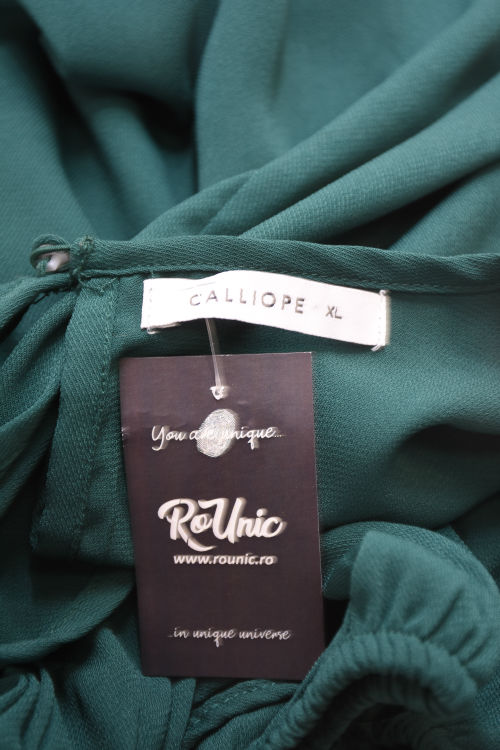 CALLIOPE XL
You are unique...
RoUnic
www.rounic.ro
...in unique universe